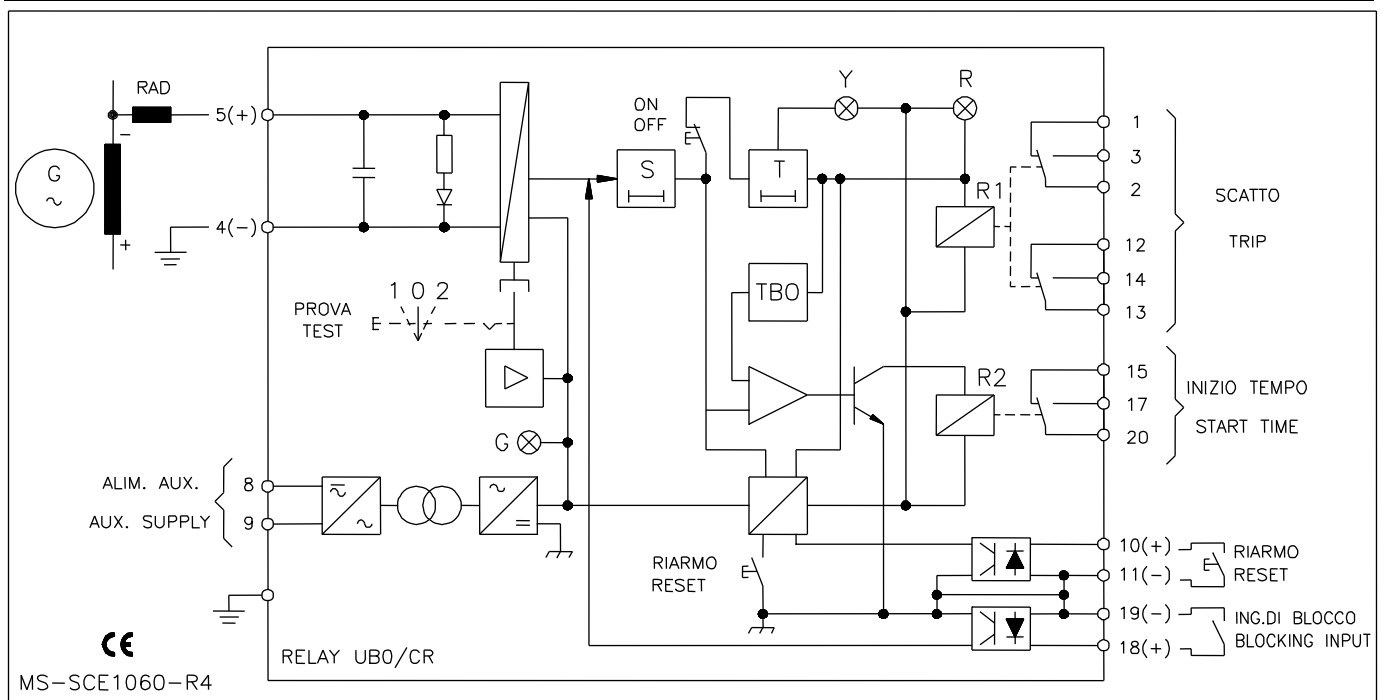 RAD
5(+)
G
~
−
+
4(−)
PROVA
TEST
1 0 2
ON
OFF
S
T
Y
R
R1
TBO
R2
G
1
3
2
12
14
13
SCATTO
TRIP
15
17
20
INIZIO TEMPO
START TIME
ALIM. AUX.
AUX. SUPPLY
8
9
~
~
~
=
RIARMO
RESET
10(+)
11(−)
RIARMO
RESET
19(−)
18(+)
ING.DI BLOCCO
BLOCKING INPUT
CE
RELAY UB0/CR
MS−SCE1060−R4